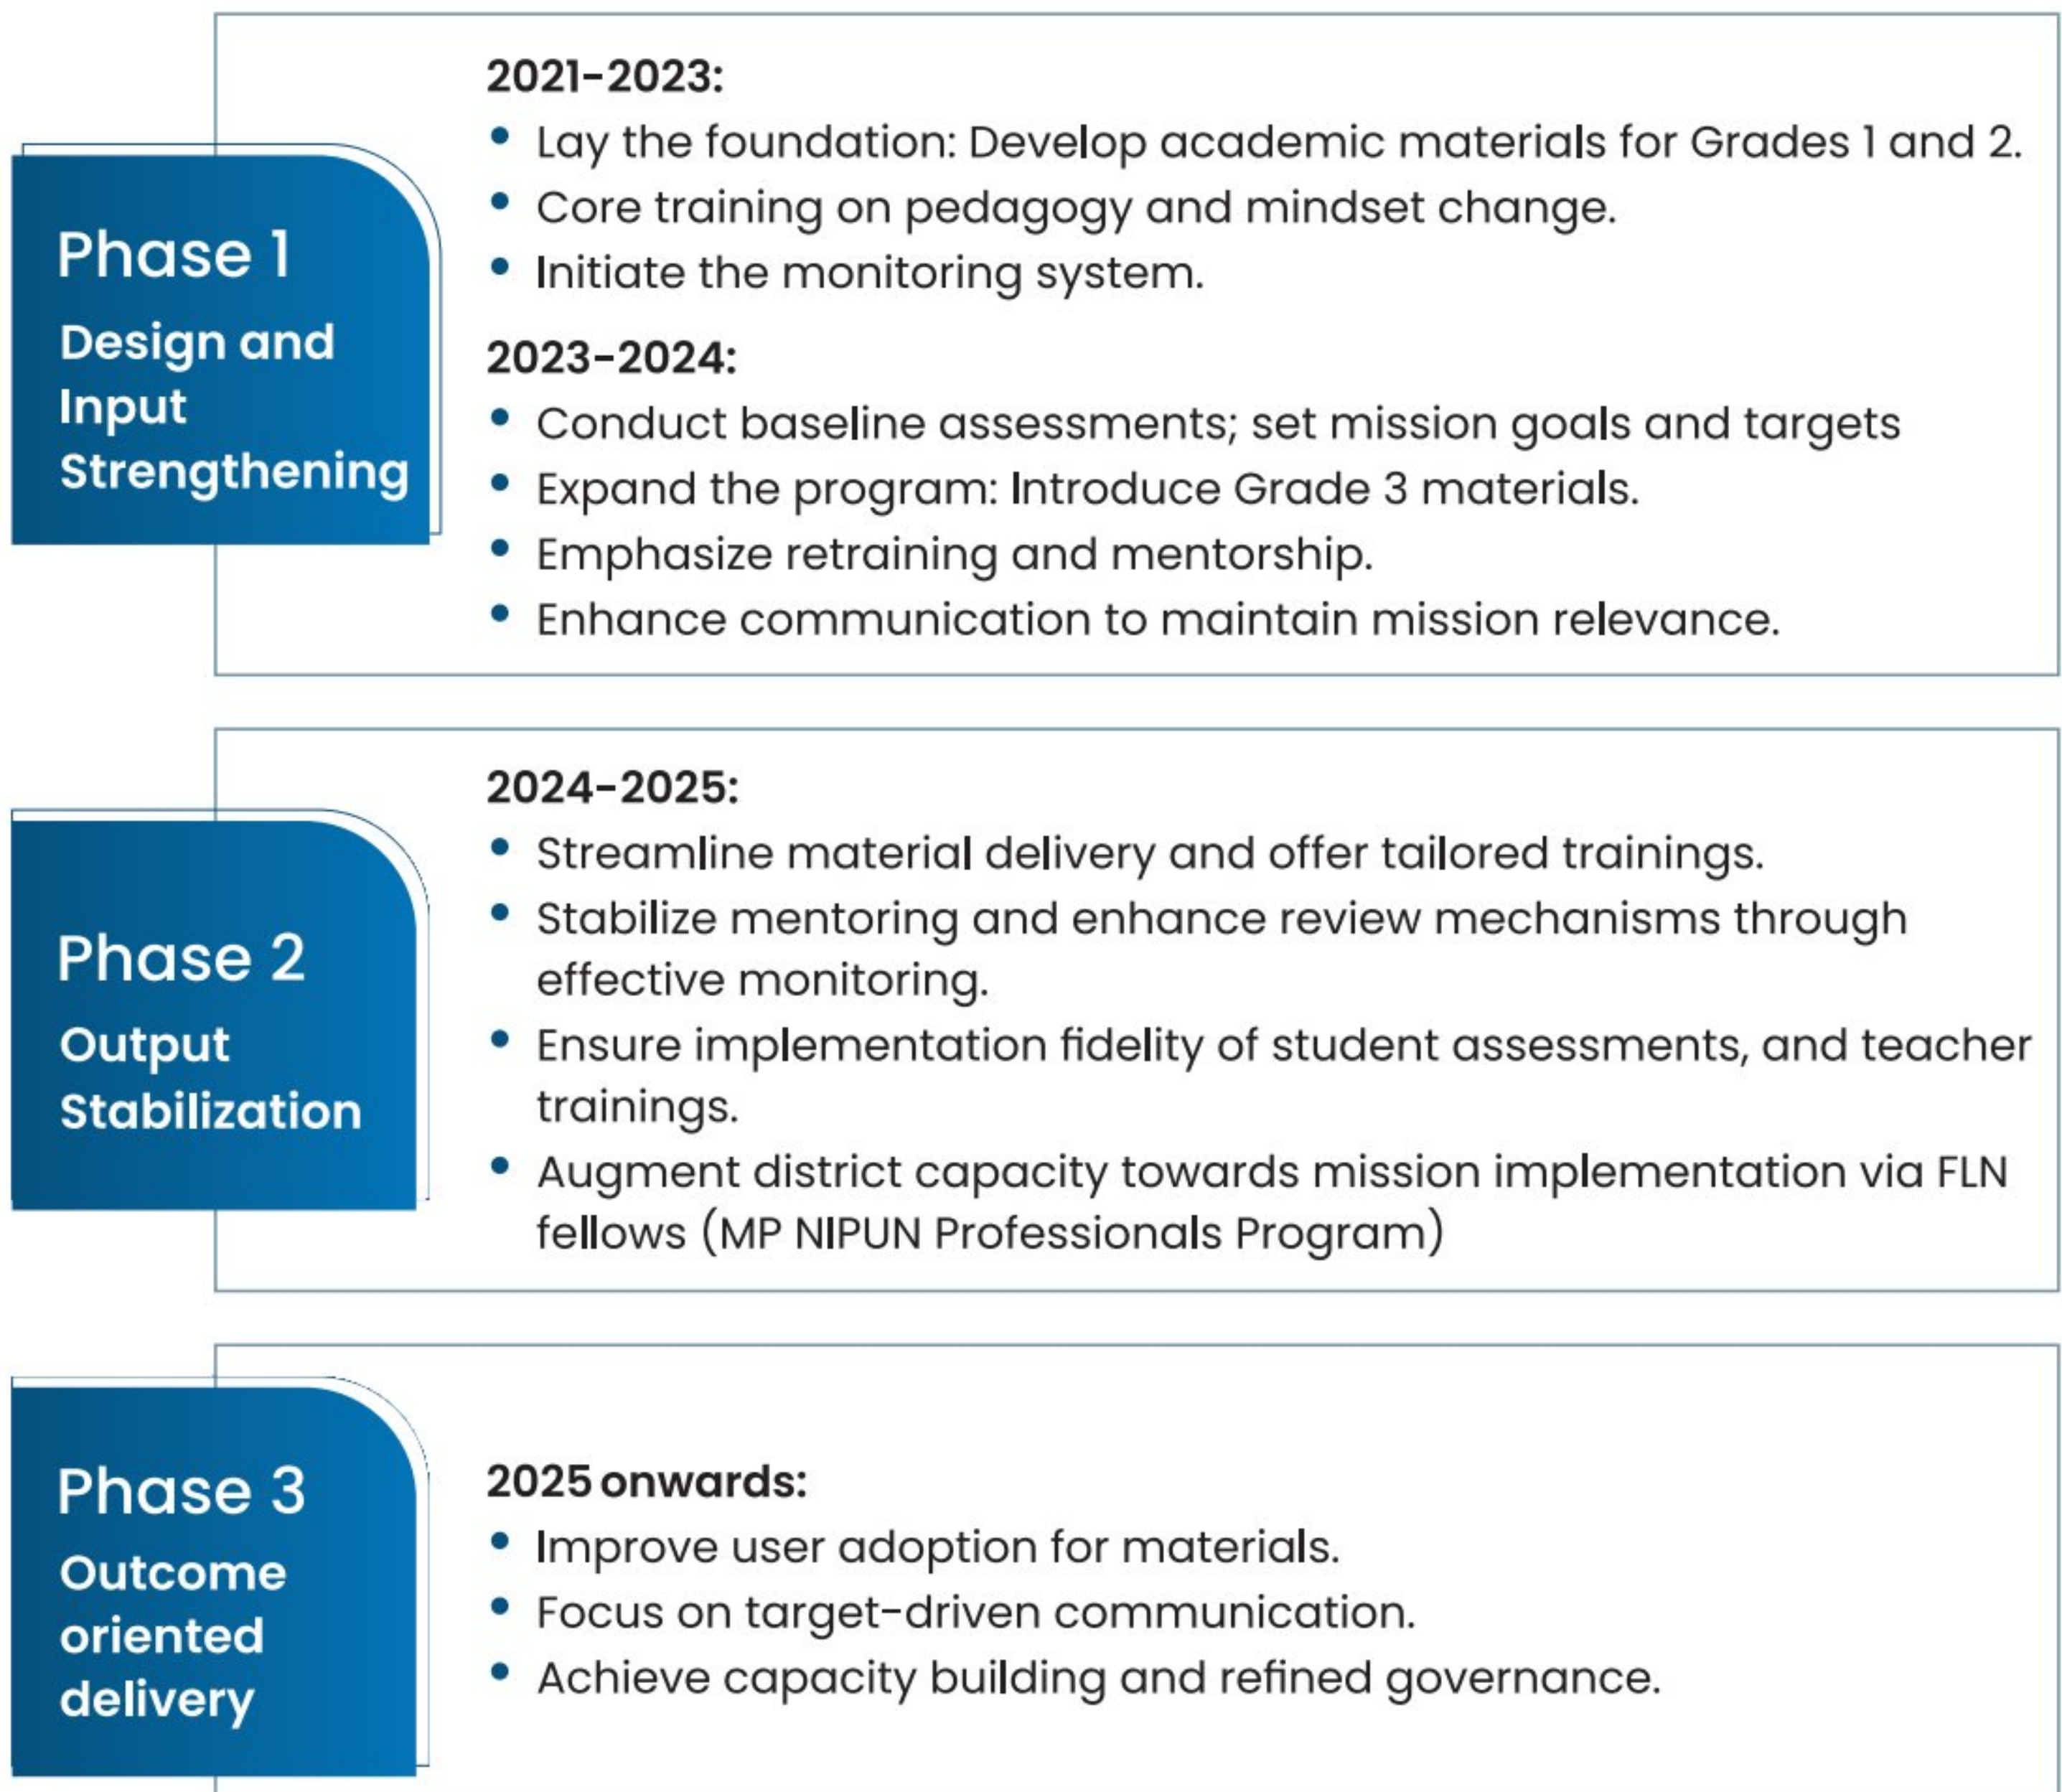 Phase 1
Design and
Input
Strengthening
2021-2023:
• Lay the foundation: Develop academic materials for Grades 1 and 2.
• Core training on pedagogy and mindset change.
• Initiate the monitoring system.
2023-2024:
• Conduct baseline assessments; set mission goals and targets
• Expand the program: Introduce Grade 3 materials.
• Emphasize retraining and mentorship.
• Enhance communication to maintain mission relevance.
Phase 2
Output
Stabilization
2024-2025:
• Streamline material delivery and offer tailored trainings.
• Stabilize mentoring and enhance review mechanisms through
effective monitoring.
• Ensure implementation fidelity of student assessments, and teacher
trainings.
• Augment district capacity towards mission implementation via FLN
fellows (MP NIPUN Professionals Program)
Phase 3
Outcome
oriented
delivery
2025 onwards:
• Improve user adoption for materials.
• Focus on target-driven communication.
• Achieve capacity building and refined governance.